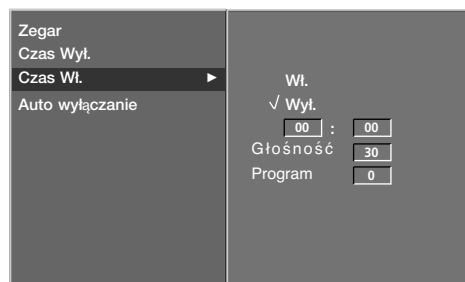 Zegar
Czas Wył.
Czas Wł. ►
Auto wyłączanie
Wł.
√ Wył.
00 : 00
Głośność 30
Program 0